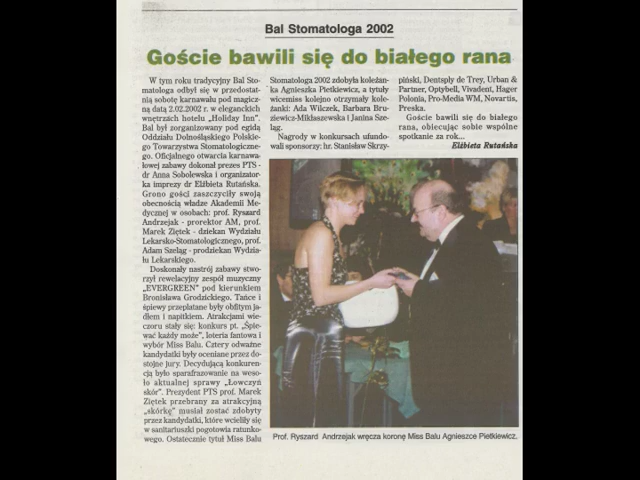 Bal Stomatologa 2002
Goście bawili się do białego rana
W tym roku tradycyjny Bal Sto-
matologa odbył się w przedostat-
nią sobotę karnawału pod magicz-
ną datą 2.02.2002 r. w eleganckich
wnętrzach hotelu „Holiday Inn”.
Bal był zorganizowany pod egidą
Oddziału Dolnośląskiego Polskie-
go Towarzystwa Stomatologiczne-
go. Oficjalnego otwarcia karnawa-
łowej zabawy dokonał prezes PTS -
dr Anna Sobolewska i organizator-
ka imprezy dr Elżbieta Rutańska.
Grono gości zaszczyciły swoją
obecnością władze Akademii Me-
dycznej w osobach: prof. Ryszard
Andrzejak - prorektor AM, prof.
Marek Ziętek - dziekan Wydziału
Lekarsko-Stomatologicznego, prof.
Adam Szeląg - prodziekan Wydzia-
łu Lekarskiego.
Doskonały nastrój zabawy stwo-
rzył rewelacyjny zespół muzyczny
„EVERGREEN” pod kierunkiem
Bronisława Grodzickiego. Tańce i
śpiewy przeplatane były obfitym ja-
dłem i napitkiem. Atrakcjami wie-
czoru stały się: konkurs pt. „Śpie-
wać każdy może”, loteria fantowa i
wybór Miss Balu. Cztery odważne
kandydatki były oceniane przez do-
stojne jury. Decydującą konkuren-
cją było sparafrazowanie na weso-
ło aktualnej sprawy „Łowczyń
skór”. Prezydent PTS prof. Marek
Ziętek przebrany za atrakcyjną
„skórkę” musiał zostać zdobyty
przez kandydatki, które wcieliły się
w sanitariuszki pogotowia ratunko-
wego. Ostatecznie tytuł Miss Balu
Stomatologa 2002 zdobyła koleżan-
ka Agnieszka Pietkiewicz, a tytuły
wicemiss kolejno otrzymały kole-
żanki: Ada Wilczek, Barbara Bru-
ziewicz-Mikłaszewska i Janina Sze-
ląg.
Nagrody w konkursach ufundo-
wali sponsorzy: hr. Stanisław Skrzy-
piński, Dentsply de Trey, Urban &
Partner, Optybell, Vivadent, Hager
Polonia, Pro-Media WM, Novartis,
Preska.
Goście bawili się do białego
rana, obiecując sobie wspólne
spotkanie za rok...
Elżbieta Rutańska
Prof. Ryszard Andrzejak wręcza koronę Miss Balu Agnieszce Pietkiewicz.